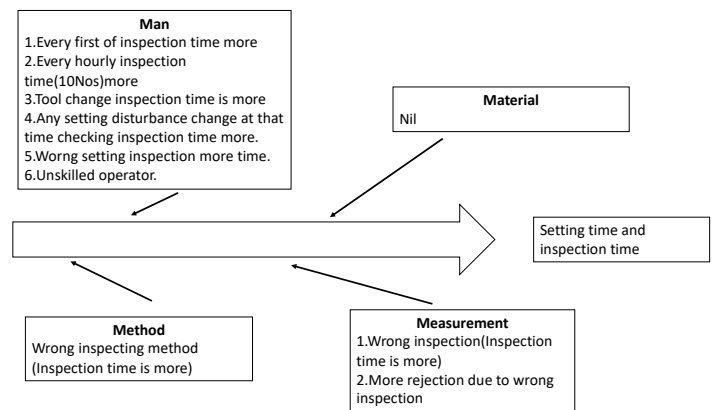 Man
1.Every first of inspection time more
2.Every hourly inspection
time(10Nos)more
3.Tool change inspection time is more
4.Any setting disturbance change at that
time checking inspection time more.
5.Worng setting inspection more time.
6.Unskilled operator.
Material
Nil
Setting time and
inspection time
Method
Wrong inspecting method
(Inspection time is more)
Measurement
1.Wrong inspection(Inspection
time is more)
2.More rejection due to wrong
inspection